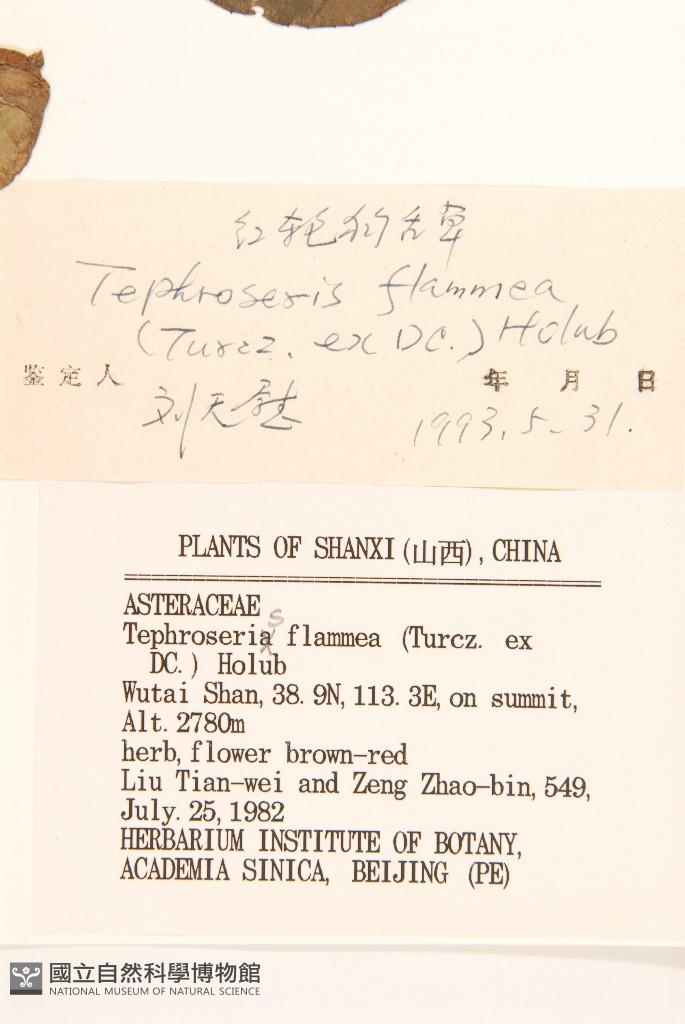 红轮狗舌草
Tephroseris flammea
(Turcz. ex DC.) Holub
鉴定人 年 月 日
刘天慰 1993.5-31.
PLANTS OF SHANXI(山西), CHINA
ASTERACEAE
s
Tephroseria flammea (Turcz. ex
DC.) Holub
Wutai Shan, 38.9N, 113.3E, on summit,
Alt. 2780m
herb, flower brown-red
Liu Tian-wei and Zeng Zhao-bin, 549,
July. 25, 1982
HERBARIUM INSTITUTE OF BOTANY,
ACADEMIA SINICA, BEIJING (PE)
國立自然科學博物館
NATIONAL MUSEUM OF NATURAL SCIENCE